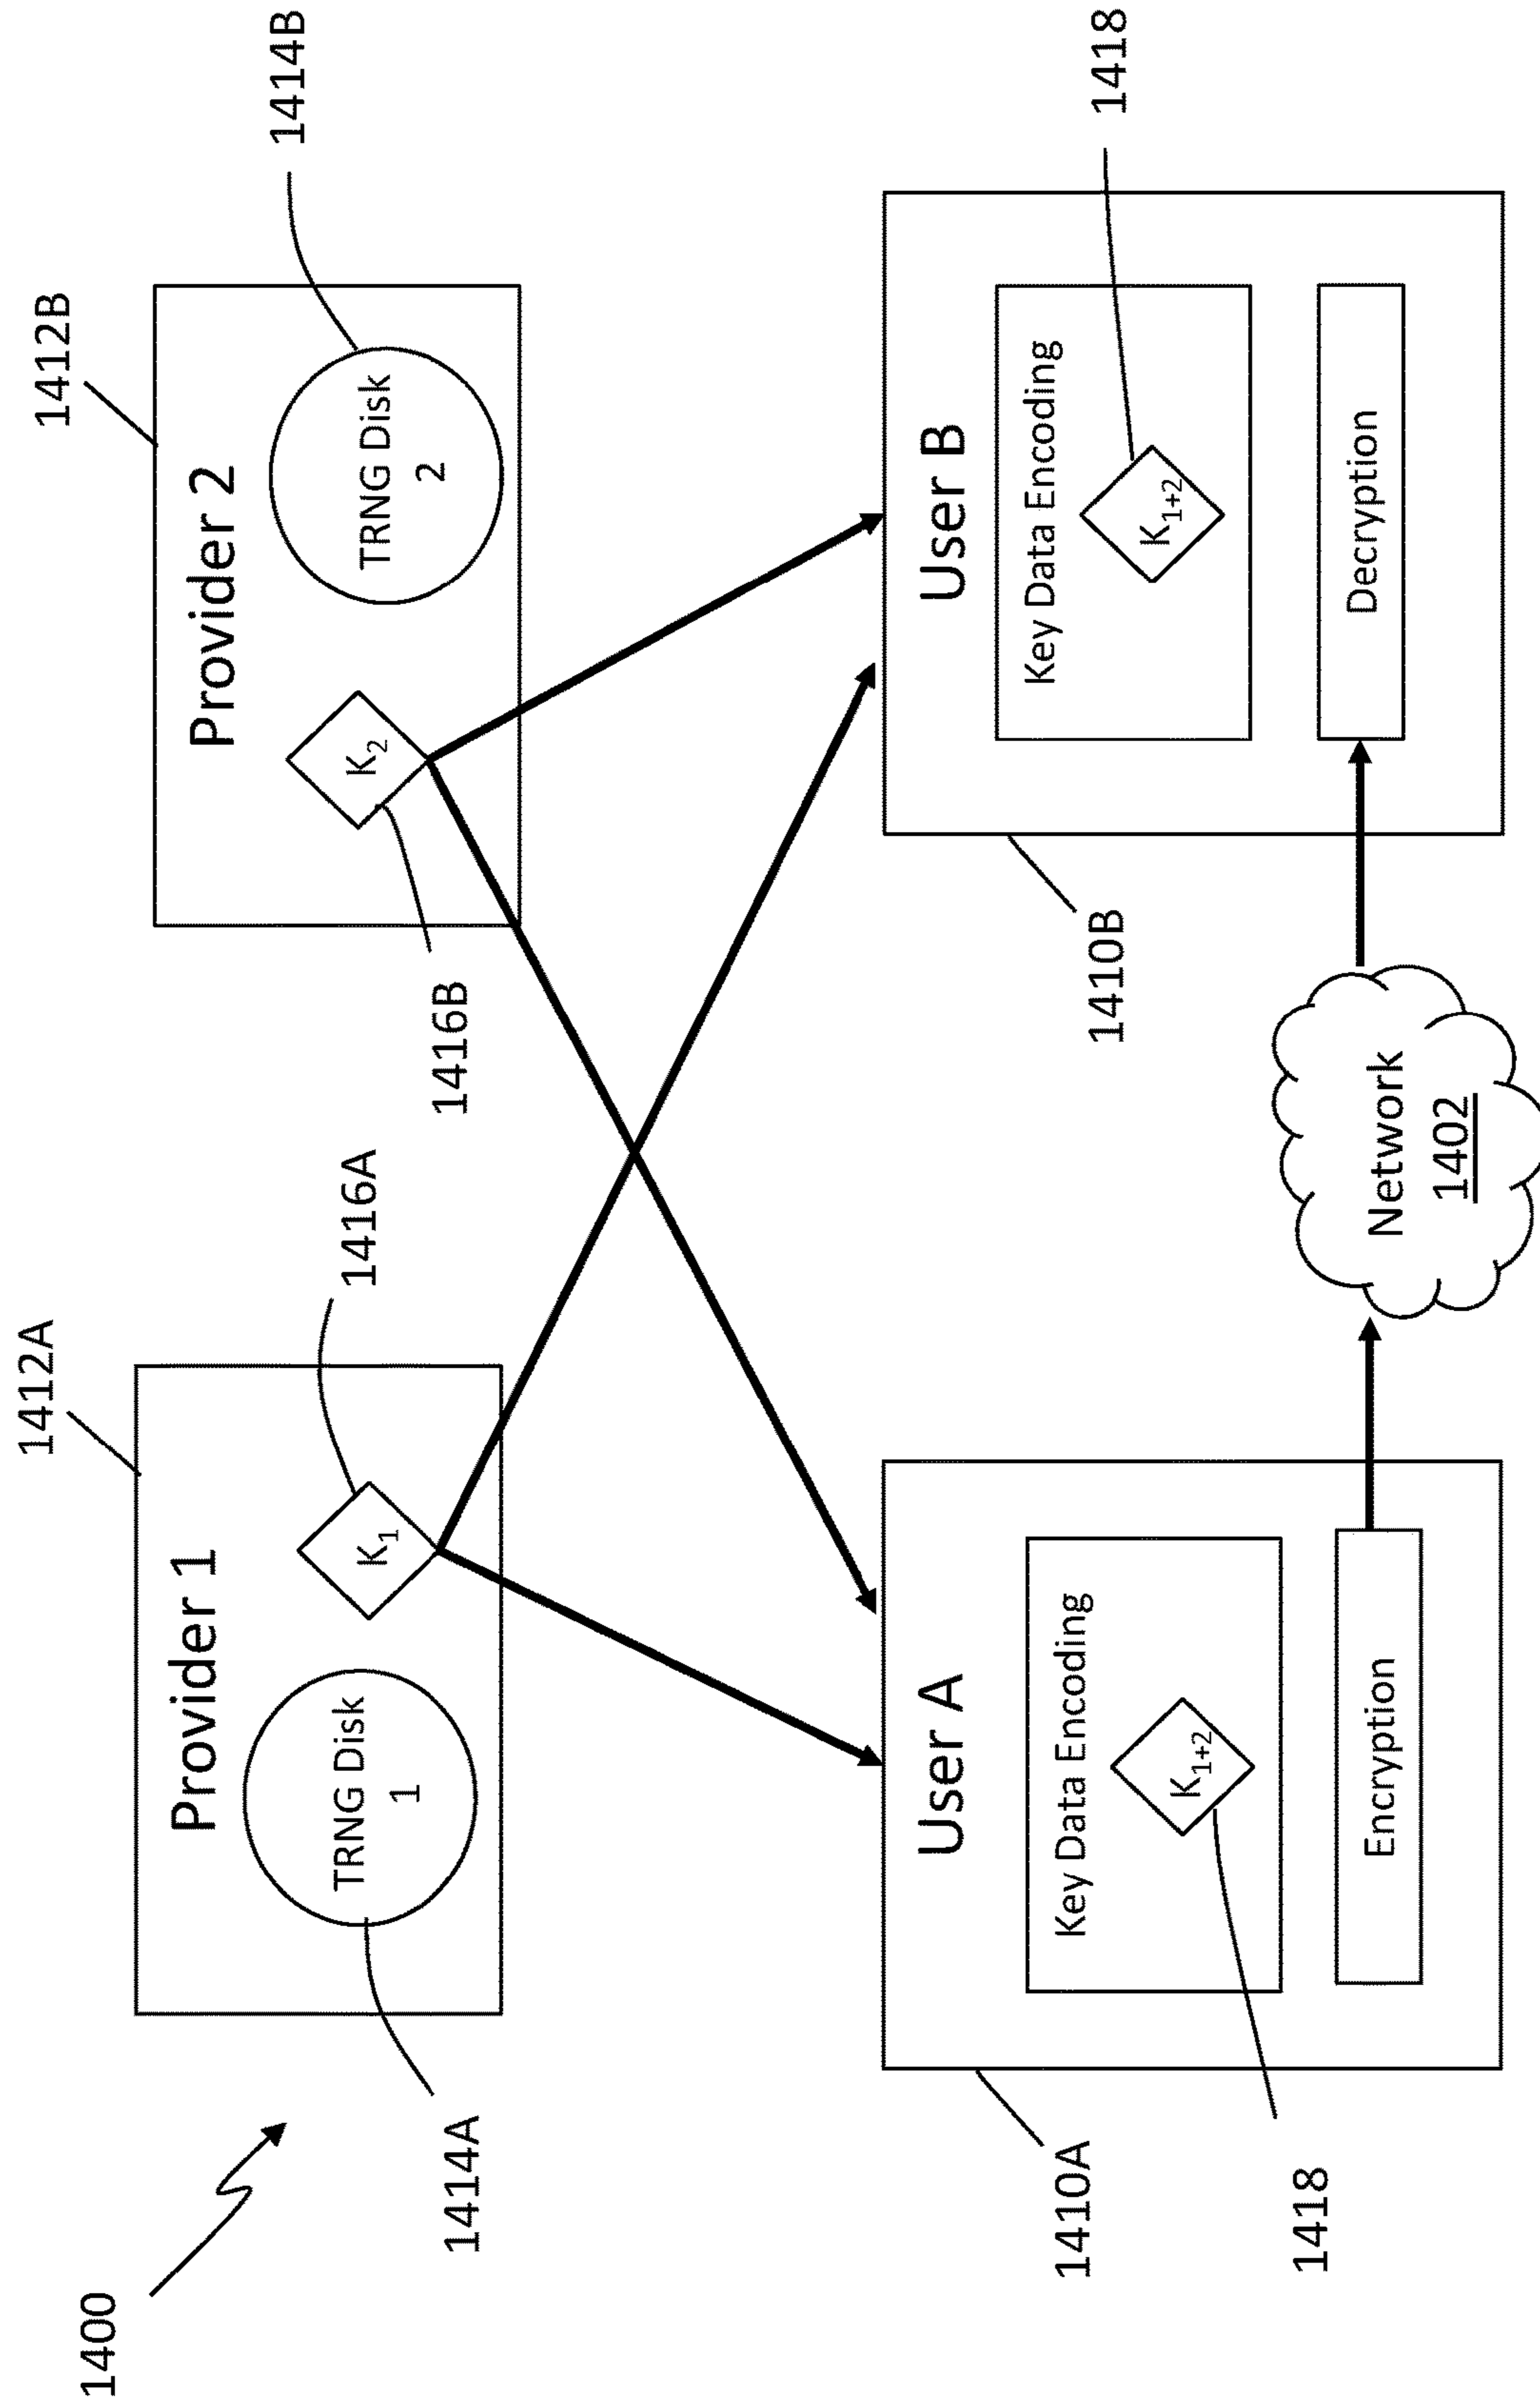 1400
1412A
Provider 1
TRNG Disk
1
K1
1414A
1416A
1412B
Provider 2
K2
TRNG Disk
2
1416B
1414B
User A
Key Data Encoding
K1+2
Encryption
1410A
1418
Network
1402
User B
Key Data Encoding
K1+2
Decryption
1410B
1418